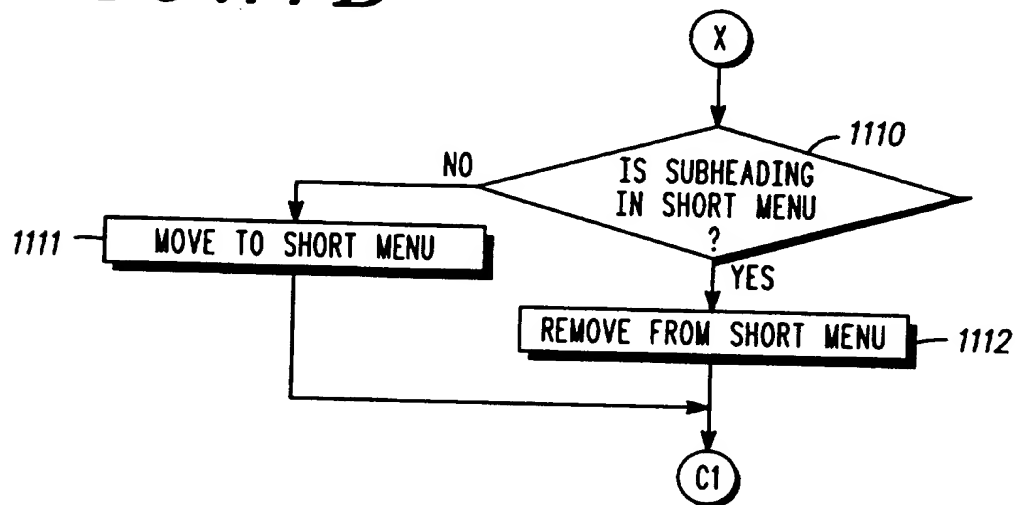 X
1110
IS SUBHEADING
IN SHORT MENU
?
NO
YES
1111
MOVE TO SHORT MENU
REMOVE FROM SHORT MENU
1112
C1